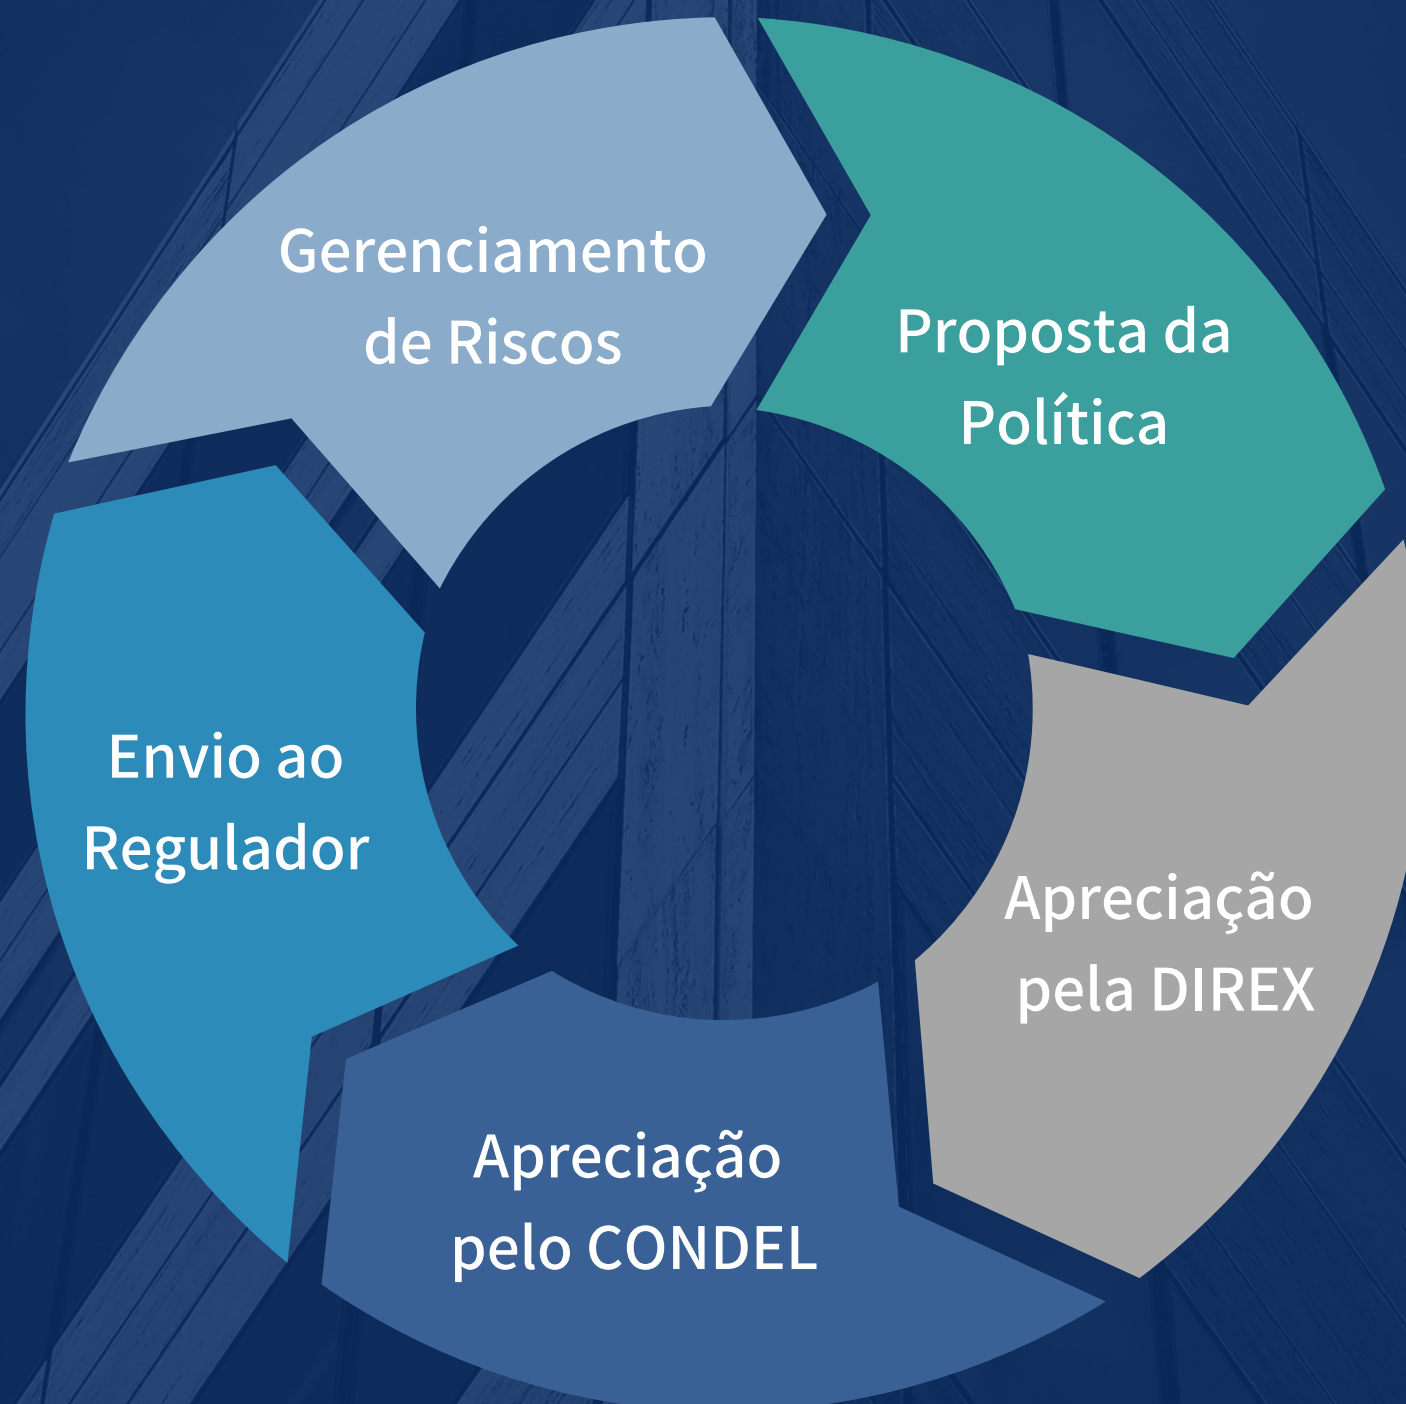 Gerenciamento
de Riscos
Proposta da
Política
Apreciação
pela DIREX
Apreciação
pelo CONDEL
Envio ao
Regulador